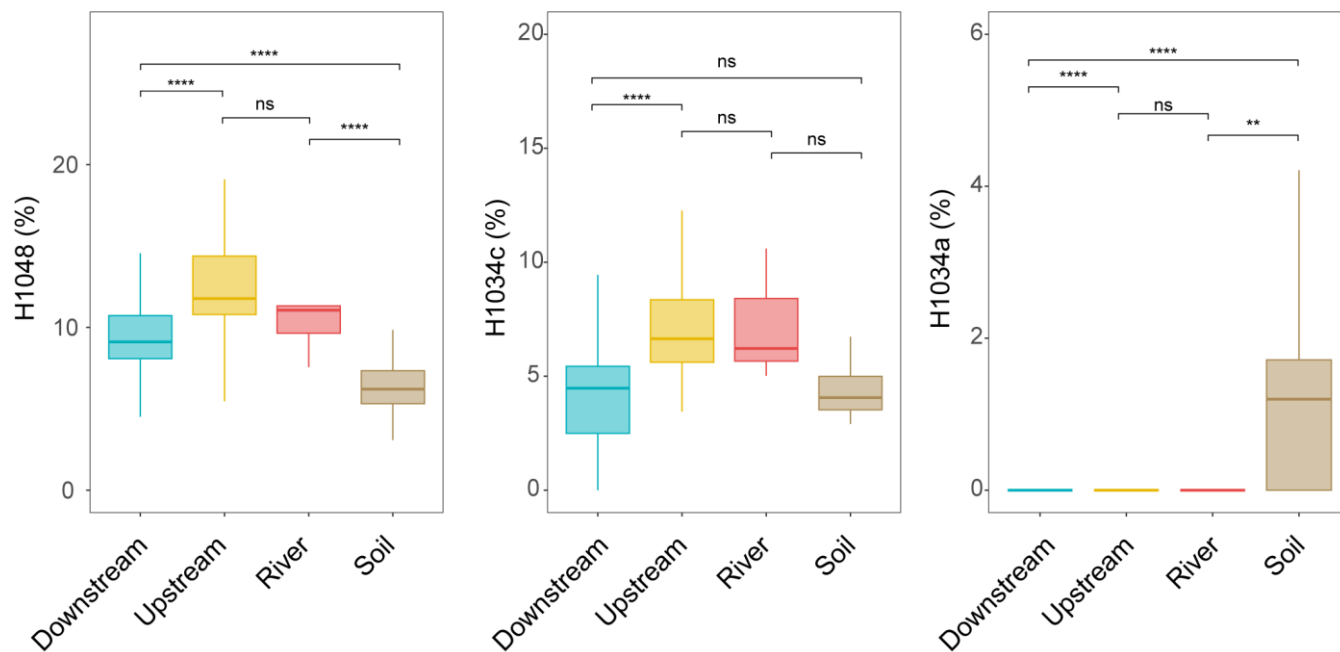 H1048 (%)
20
10
0
****
****
ns
****
Downstream
Upstream
River
Soil
H1034c (%)
20
15
10
5
0
ns
****
ns
ns
Downstream
Upstream
River
Soil
H1034a (%)
6
4
2
0
****
****
ns
**
Downstream
Upstream
River
Soil